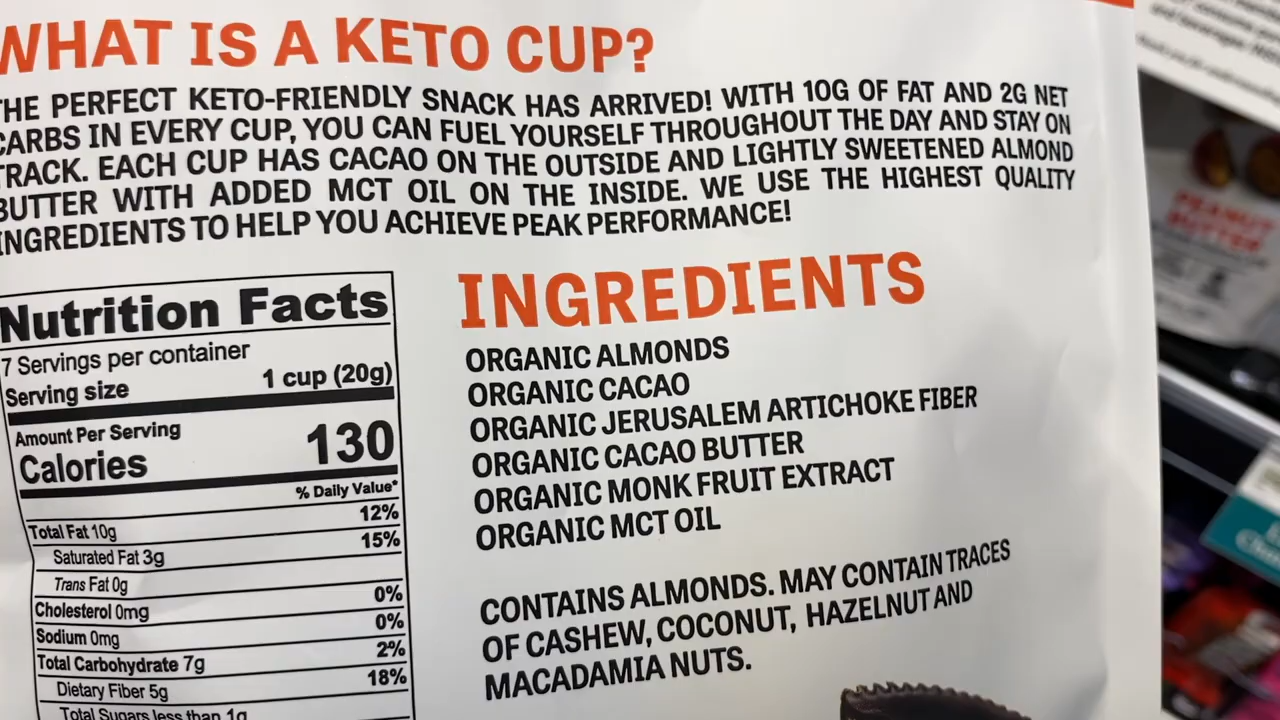 WHAT IS A KETO CUP?
THE PERFECT KETO-FRIENDLY SNACK HAS ARRIVED! WITH 10G OF FAT AND 2G NET
CARBS IN EVERY CUP, YOU CAN FUEL YOURSELF THROUGHOUT THE DAY AND STAY ON
TRACK. EACH CUP HAS CACAO ON THE OUTSIDE AND LIGHTLY SWEETENED ALMOND
BUTTER WITH ADDED MCT OIL ON THE INSIDE. WE USE THE HIGHEST QUALITY
INGREDIENTS TO HELP YOU ACHIEVE PEAK PERFORMANCE!
Nutrition Facts
7 Servings per container
Serving size 1 cup (20g)
Amount Per Serving
Calories 130
% Daily Value*
Total Fat 10g 12%
Saturated Fat 3g 15%
Trans Fat 0g
Cholesterol 0mg 0%
Sodium 0mg 0%
Total Carbohydrate 7g 2%
Dietary Fiber 5g 18%
Total Sugars less than 1g
INGREDIENTS
ORGANIC ALMONDS
ORGANIC CACAO
ORGANIC JERUSALEM ARTICHOKE FIBER
ORGANIC CACAO BUTTER
ORGANIC MONK FRUIT EXTRACT
ORGANIC MCT OIL
CONTAINS ALMONDS. MAY CONTAIN TRACES
OF CASHEW, COCONUT, HAZELNUT AND
MACADAMIA NUTS.
PEANUT
BUTTER